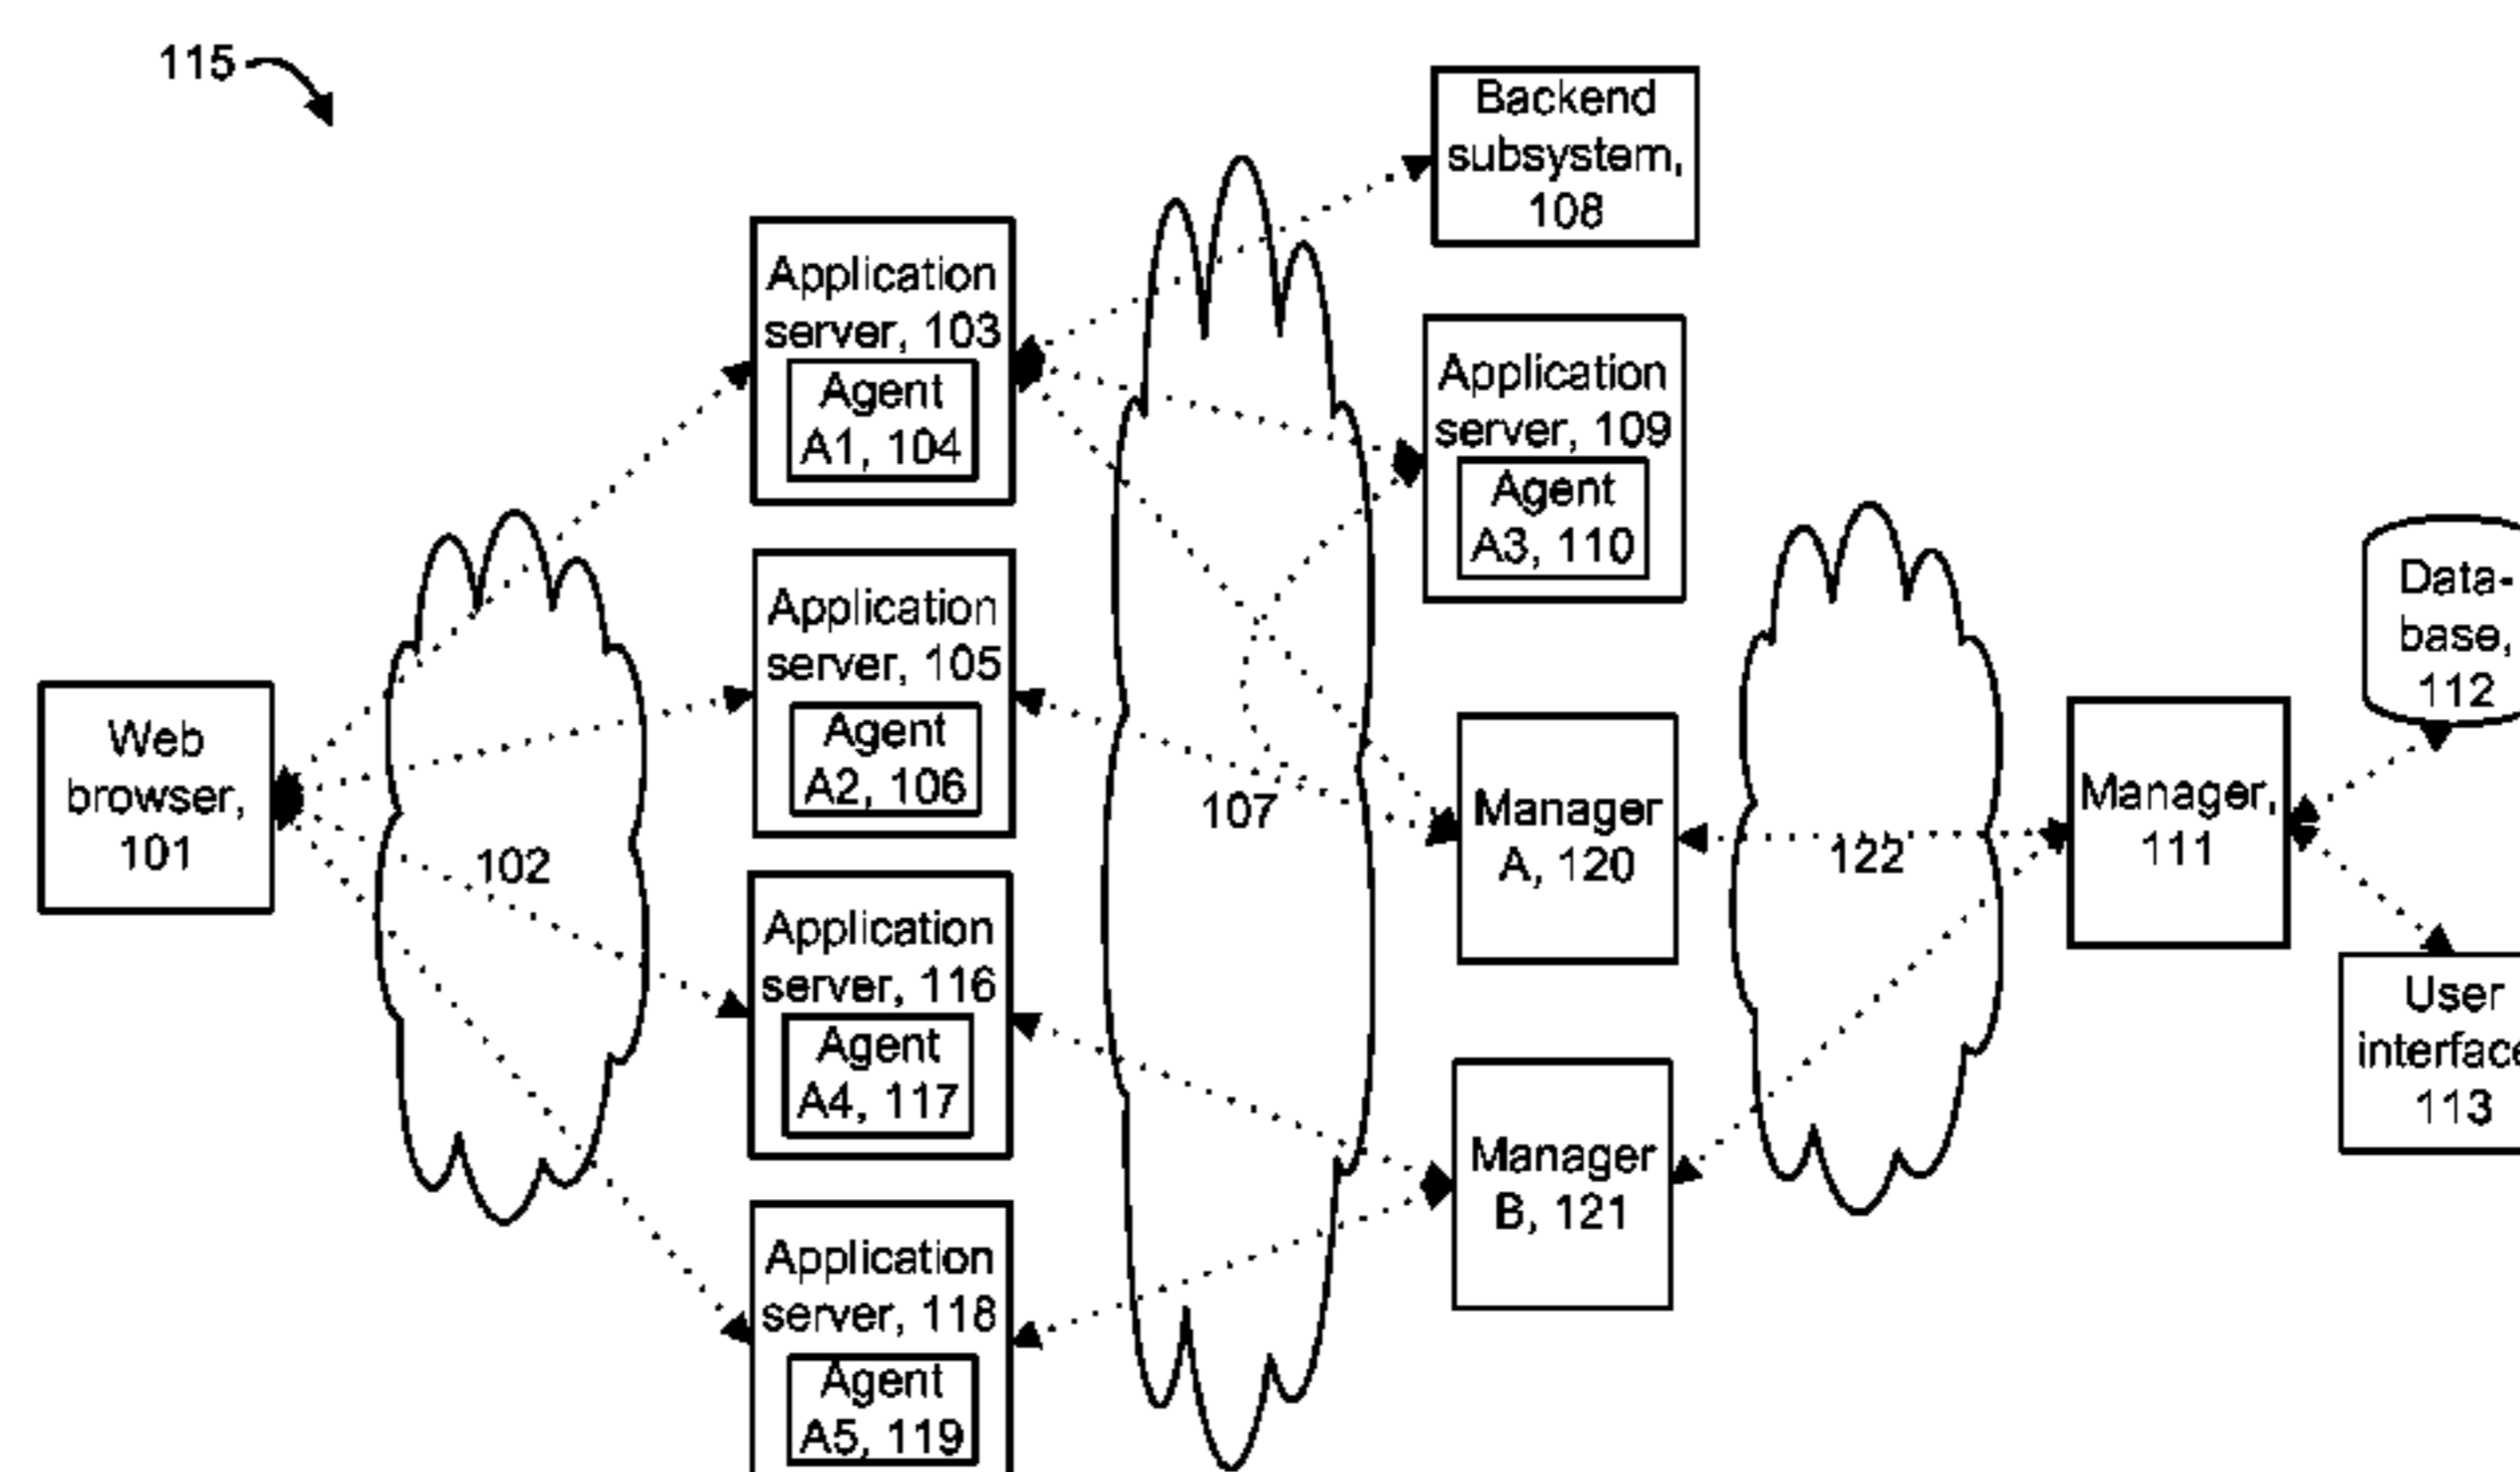 115
Backend
subsystem,
108
Application
server, 103
Agent
A1, 104
Application
server, 109
Agent
A3, 110
Application
server, 105
Agent
A2, 106
Data-
base,
112
Web
browser,
101
102
107
Manager
A, 120
122
Manager,
111
Application
server, 116
Agent
A4, 117
User
interface
113
Manager
B, 121
Application
server, 118
Agent
A5, 119